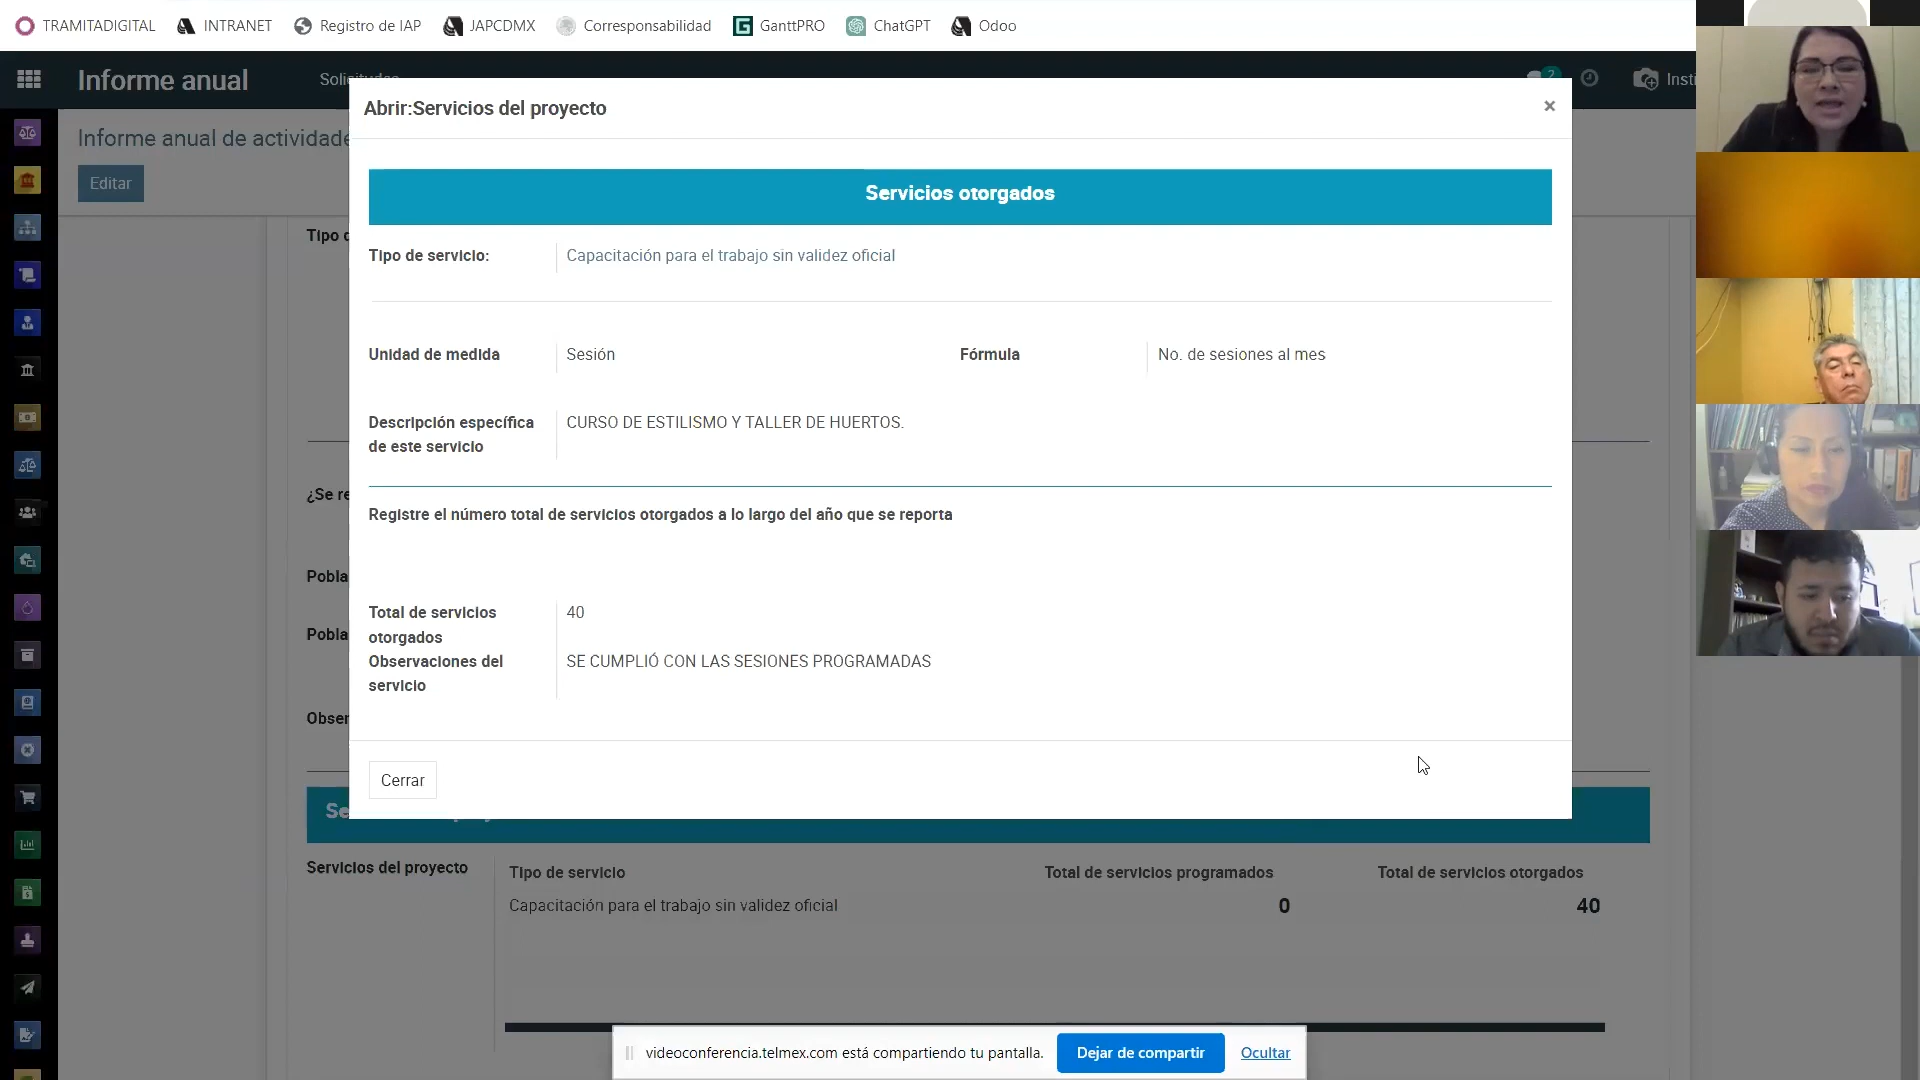 TRAMITADIGITAL INTRANET Registro de IAP JAPCDMX Corresponsabilidad GanttPRO ChatGPT Odoo
Informe anual
2
Abrir:Servicios del proyecto
×
Informe anual de actividade
Editar
Servicios otorgados
Tipo de servicio: Capacitación para el trabajo sin validez oficial
Unidad de medida Sesión Fórmula No. de sesiones al mes
Descripción específica
de este servicio
CURSO DE ESTILISMO Y TALLER DE HUERTOS.
¿Se re
Registre el número total de servicios otorgados a lo largo del año que se reporta
Pobla
Total de servicios
otorgados
40
Pobla
Observaciones del
servicio
SE CUMPLIÓ CON LAS SESIONES PROGRAMADAS
Obser
Cerrar
Servicios del proyecto
Tipo de servicio Total de servicios programados Total de servicios otorgados
Capacitación para el trabajo sin validez oficial 0 40
videoconferencia.telmex.com está compartiendo tu pantalla. Dejar de compartir Ocultar